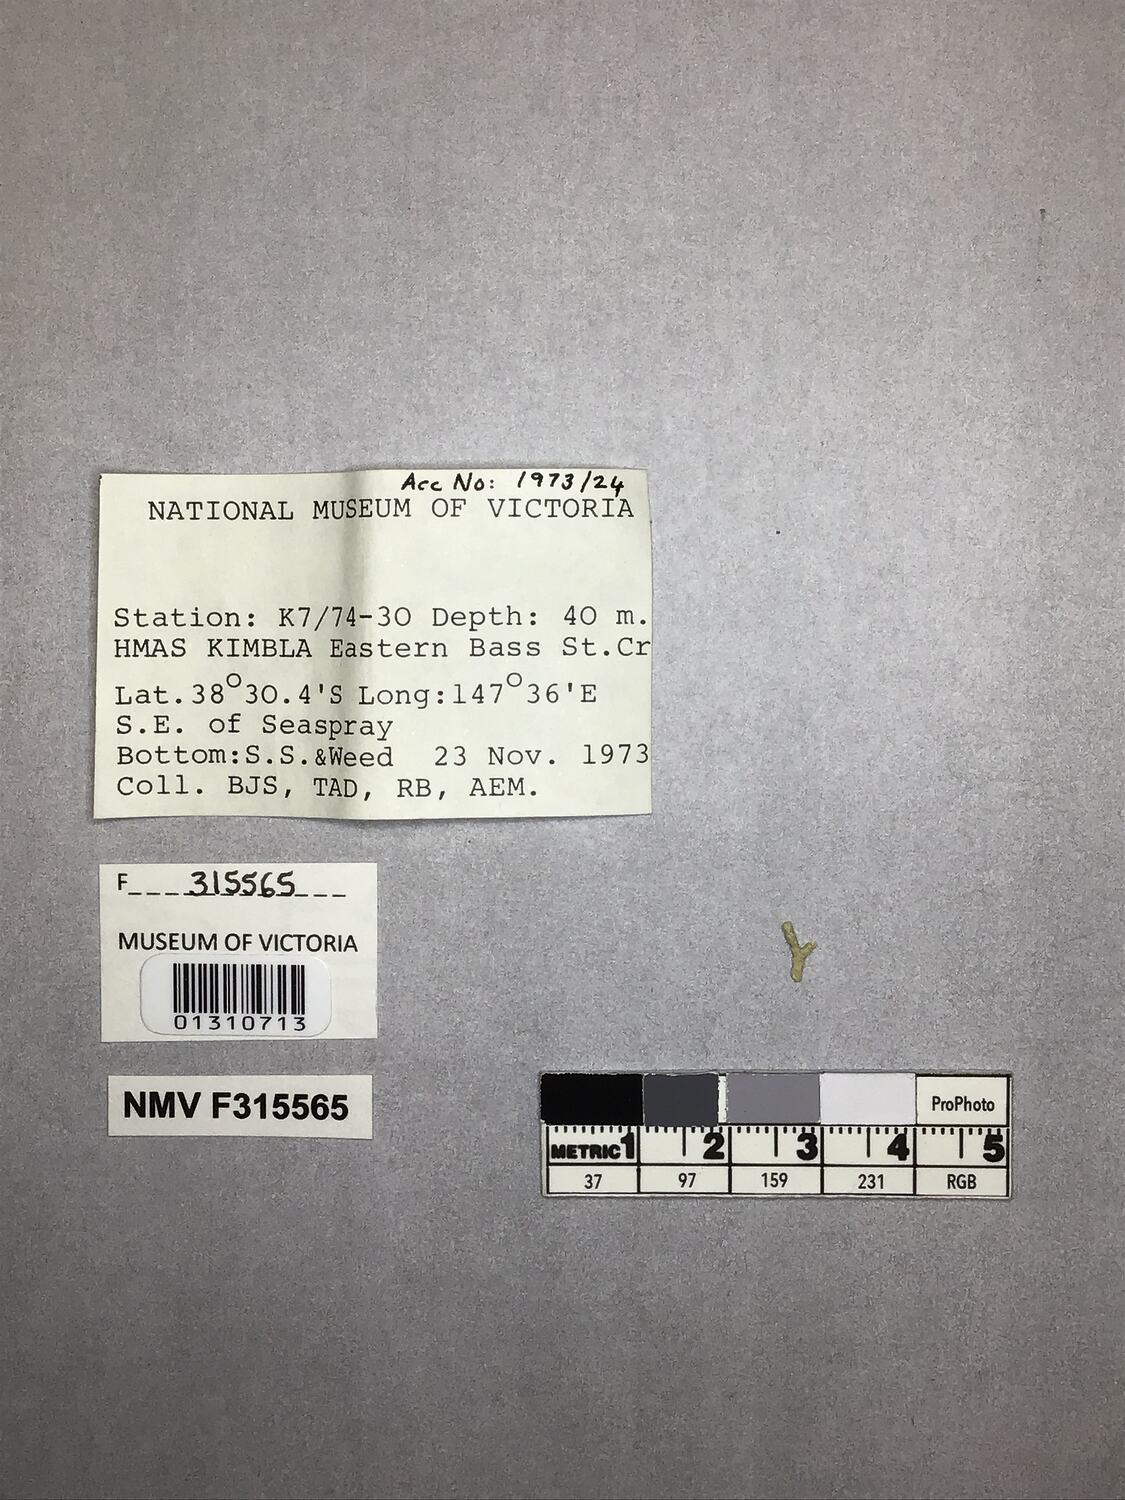 Acc No: 1973/24
NATIONAL MUSEUM OF VICTORIA
Station: K7/74-30 Depth: 40 m.
HMAS KIMBLA Eastern Bass St.Cr
Lat.38°30.4'S Long:147°36'E
S.E. of Seaspray
Bottom:S.S.&Weed 23 Nov. 1973
Coll. BJS, TAD, RB, AEM.
F___315565___
MUSEUM OF VICTORIA
01310713
NMV F315565
ProPhoto
METRIC 1 2 3 4 5
37 97 159 231 RGB